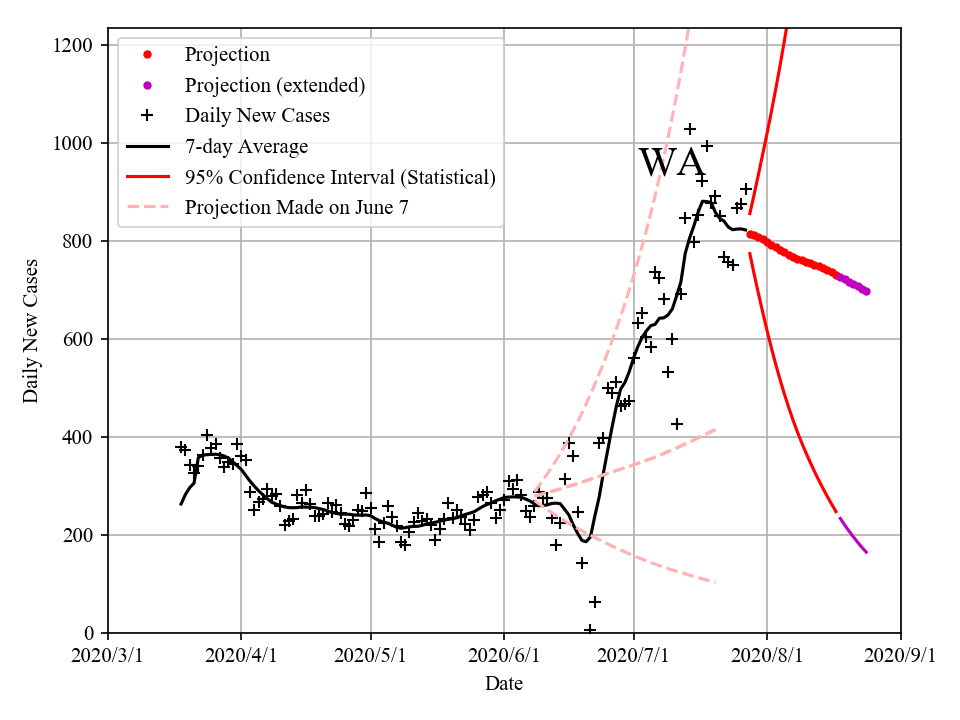 1200
1000
800
600
400
200
0
Daily New Cases
Projection
Projection (extended)
Daily New Cases
7-day Average
95% Confidence Interval (Statistical)
Projection Made on June 7
WA
2020/3/1 2020/4/1 2020/5/1 2020/6/1 2020/7/1 2020/8/1 2020/9/1
Date